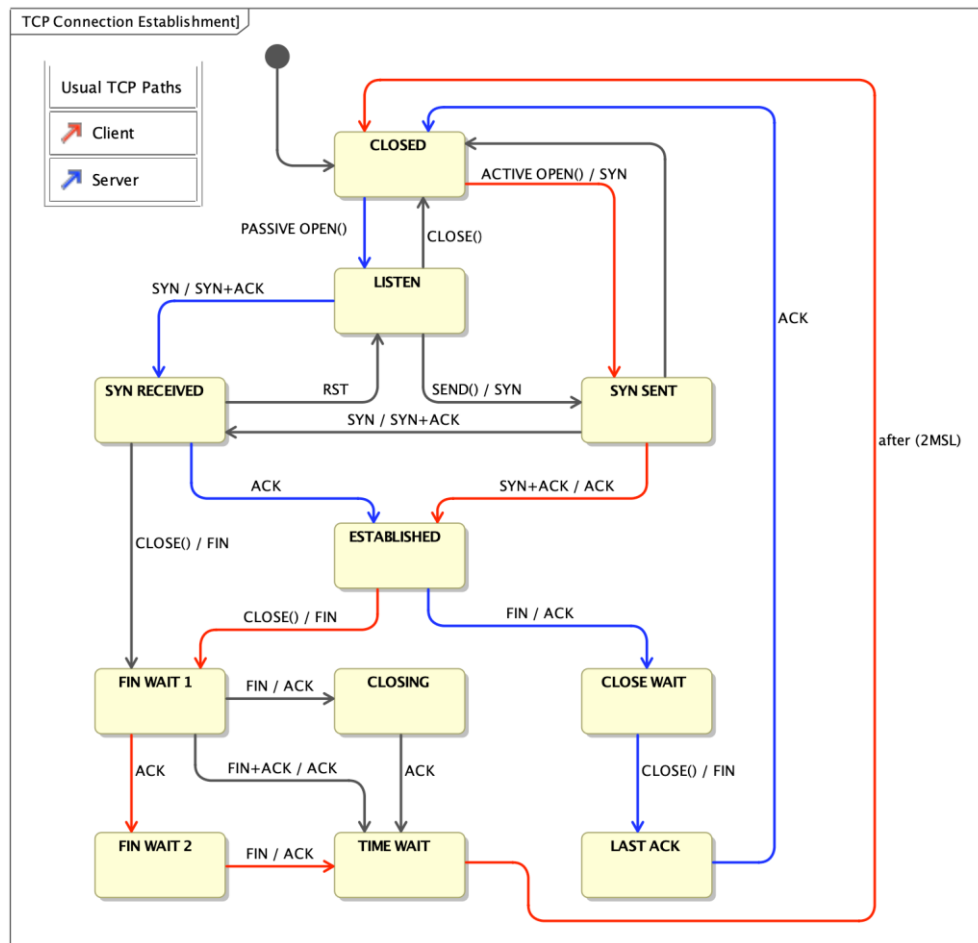 TCP Connection Establishment]
Usual TCP Paths
Client
Server
CLOSED
ACTIVE OPEN() / SYN
PASSIVE OPEN()
CLOSE()
LISTEN
SYN / SYN+ACK
ACK
SYN RECEIVED
RST
SEND() / SYN
SYN SENT
SYN / SYN+ACK
after (2MSL)
ACK
SYN+ACK / ACK
ESTABLISHED
CLOSE() / FIN
CLOSE() / FIN
FIN / ACK
FIN WAIT 1
FIN / ACK
CLOSING
CLOSE WAIT
ACK
FIN+ACK / ACK
ACK
CLOSE() / FIN
FIN WAIT 2
FIN / ACK
TIME WAIT
LAST ACK